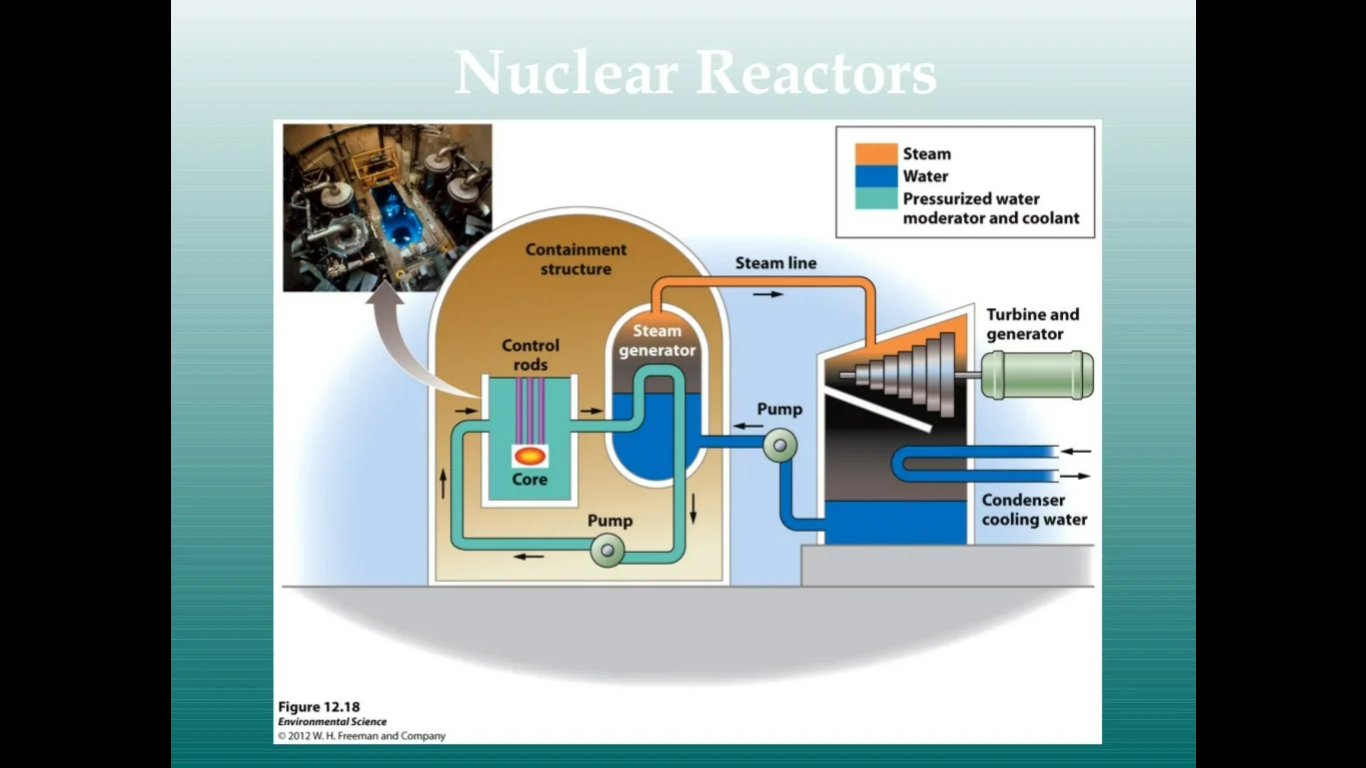 Nuclear Reactors
Steam
Water
Pressurized water
moderator and coolant
Containment
structure
Steam line
Steam
generator
Turbine and
generator
Control
rods
Pump
Core
Condenser
cooling water
Pump
Figure 12.18
Environmental Science
© 2012 W. H. Freeman and Company